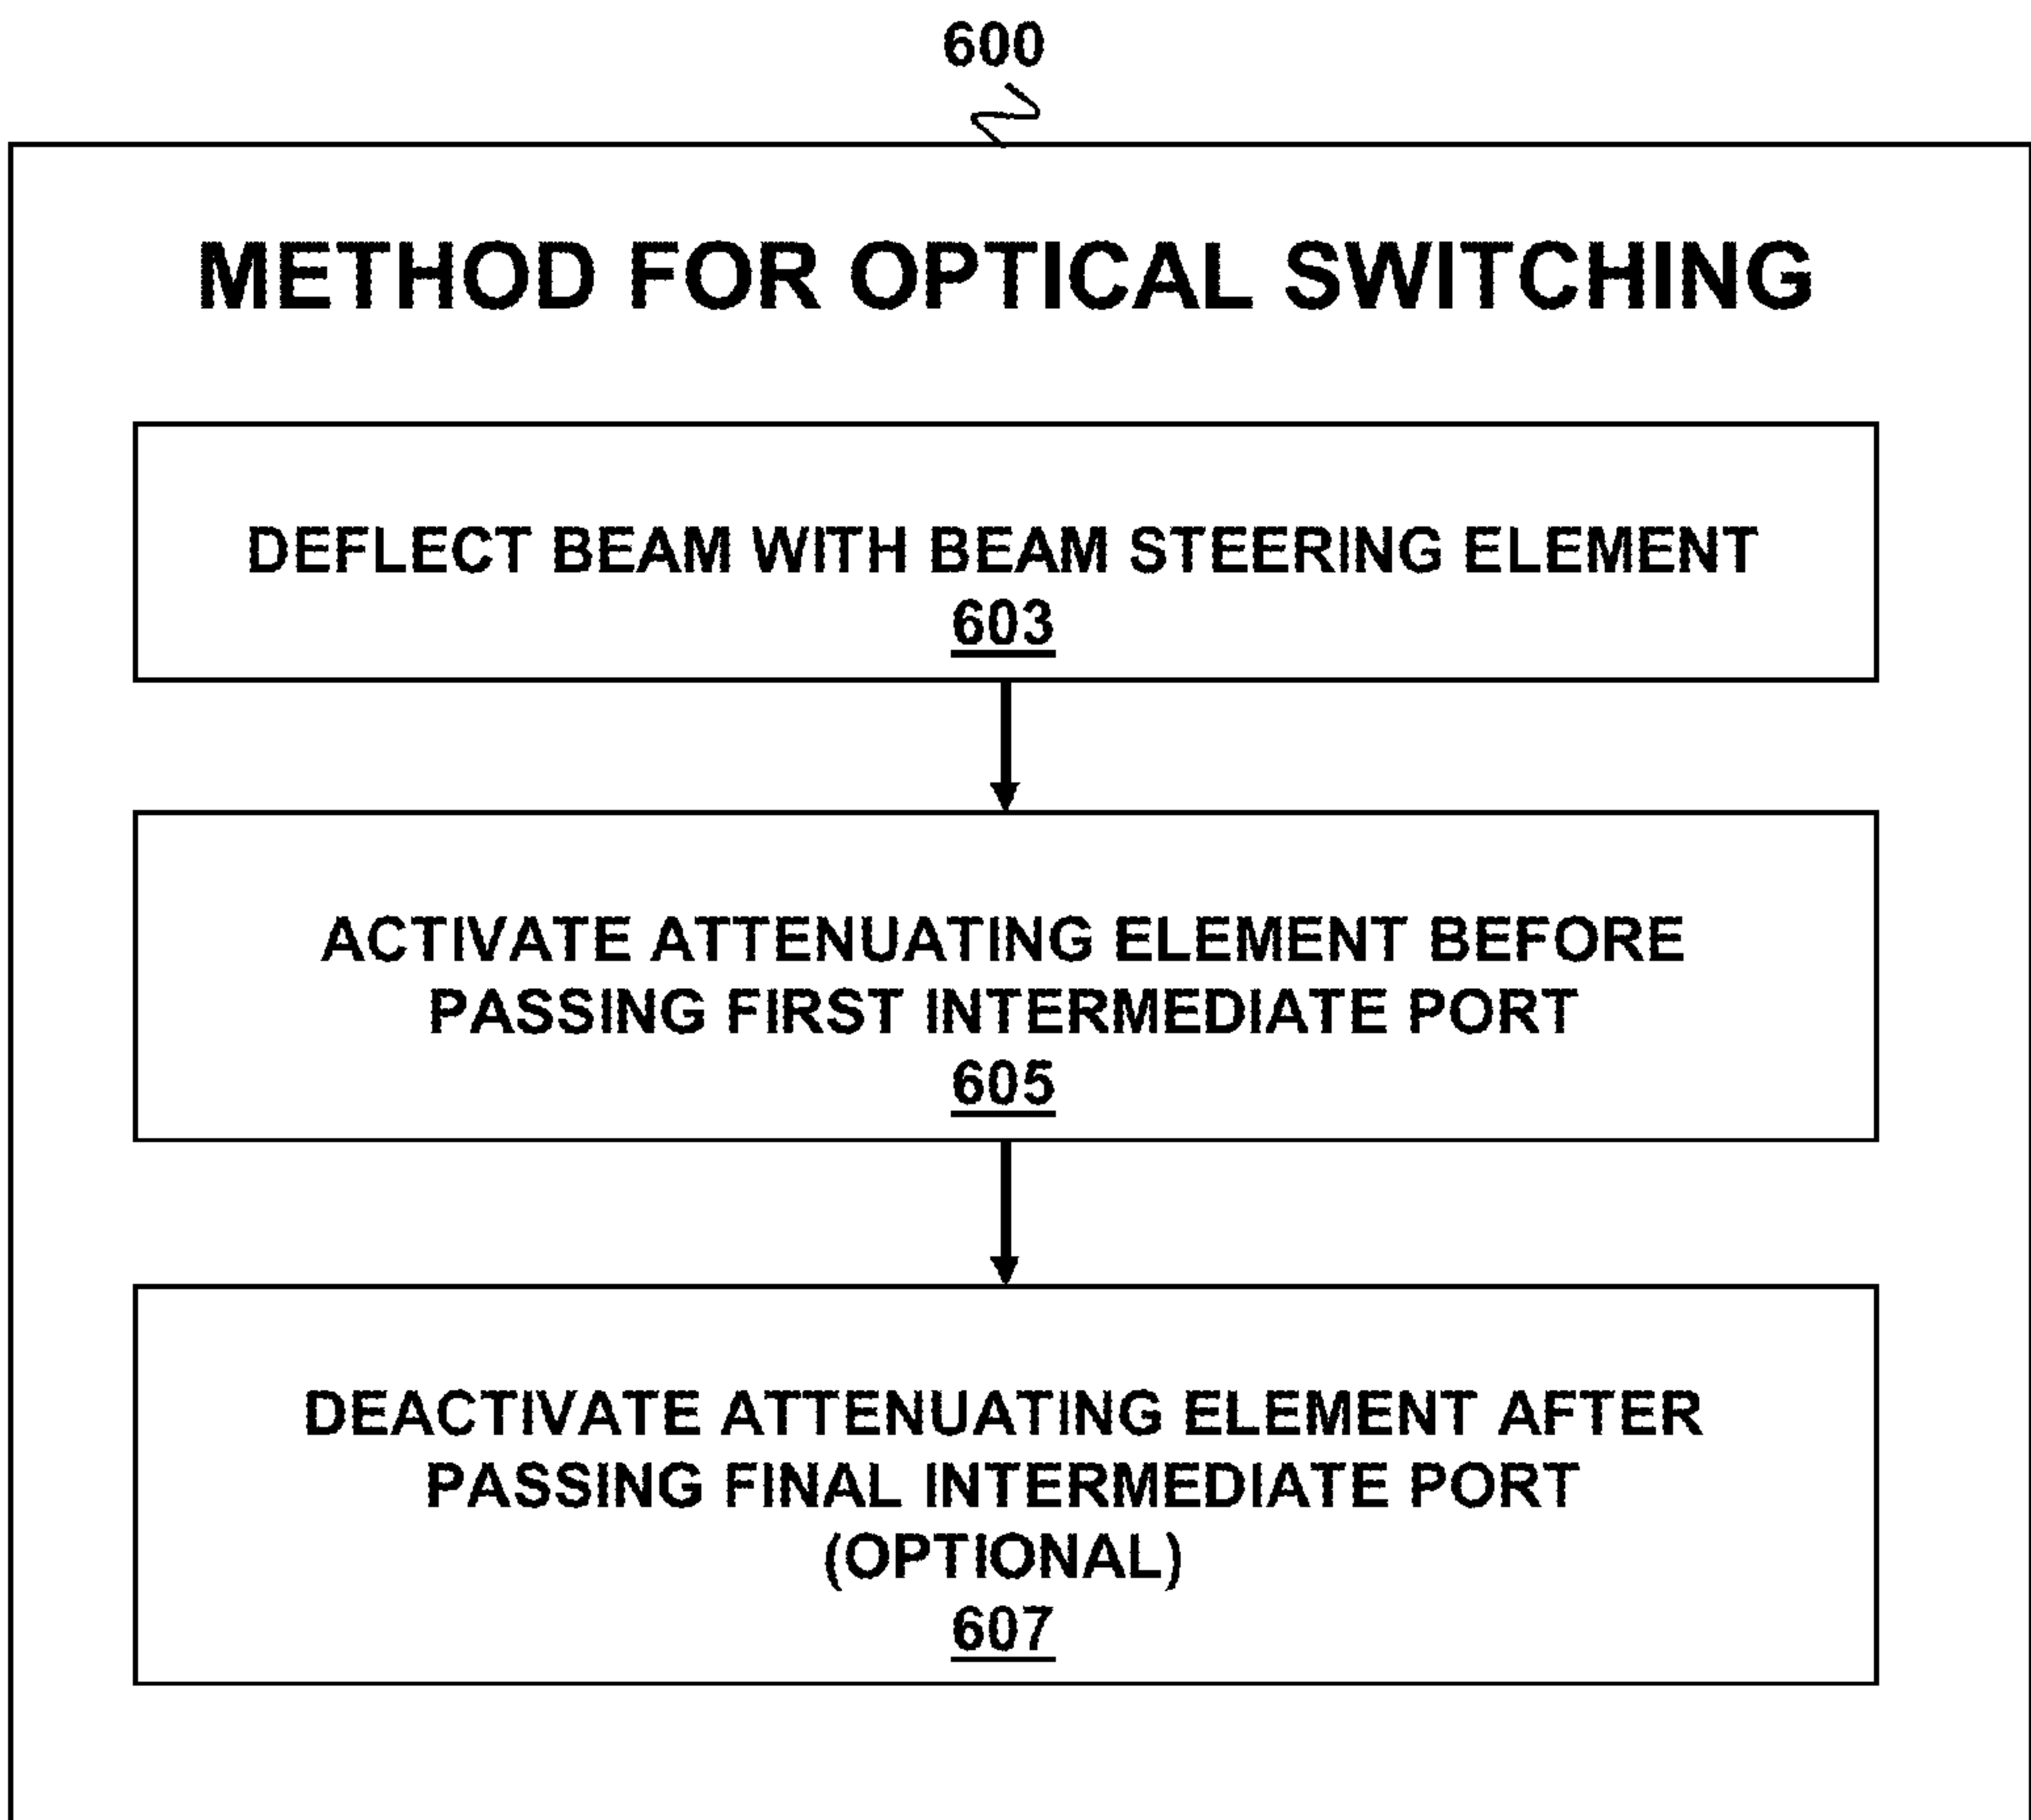 600
METHOD FOR OPTICAL SWITCHING
DEFLECT BEAM WITH BEAM STEERING ELEMENT
603
ACTIVATE ATTENUATING ELEMENT BEFORE
PASSING FIRST INTERMEDIATE PORT
605
DEACTIVATE ATTENUATING ELEMENT AFTER
PASSING FINAL INTERMEDIATE PORT
(OPTIONAL)
607